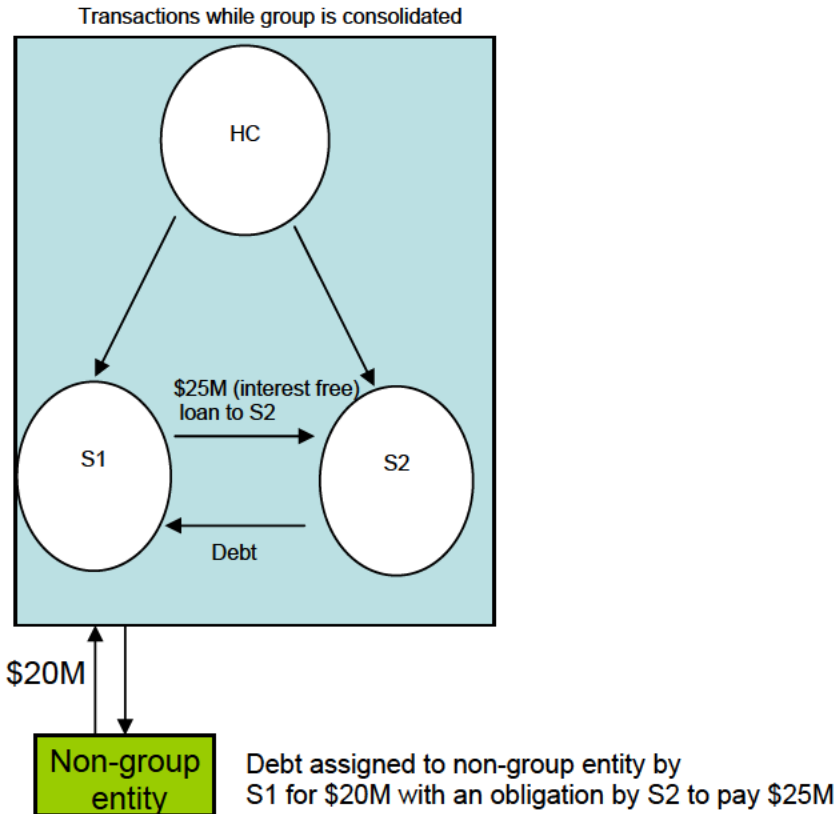 Transactions while group is consolidated
HC
$25M (interest free)
loan to S2
S1
S2
Debt
$20M
Non-group
entity
Debt assigned to non-group entity by
S1 for $20M with an obligation by S2 to pay $25M